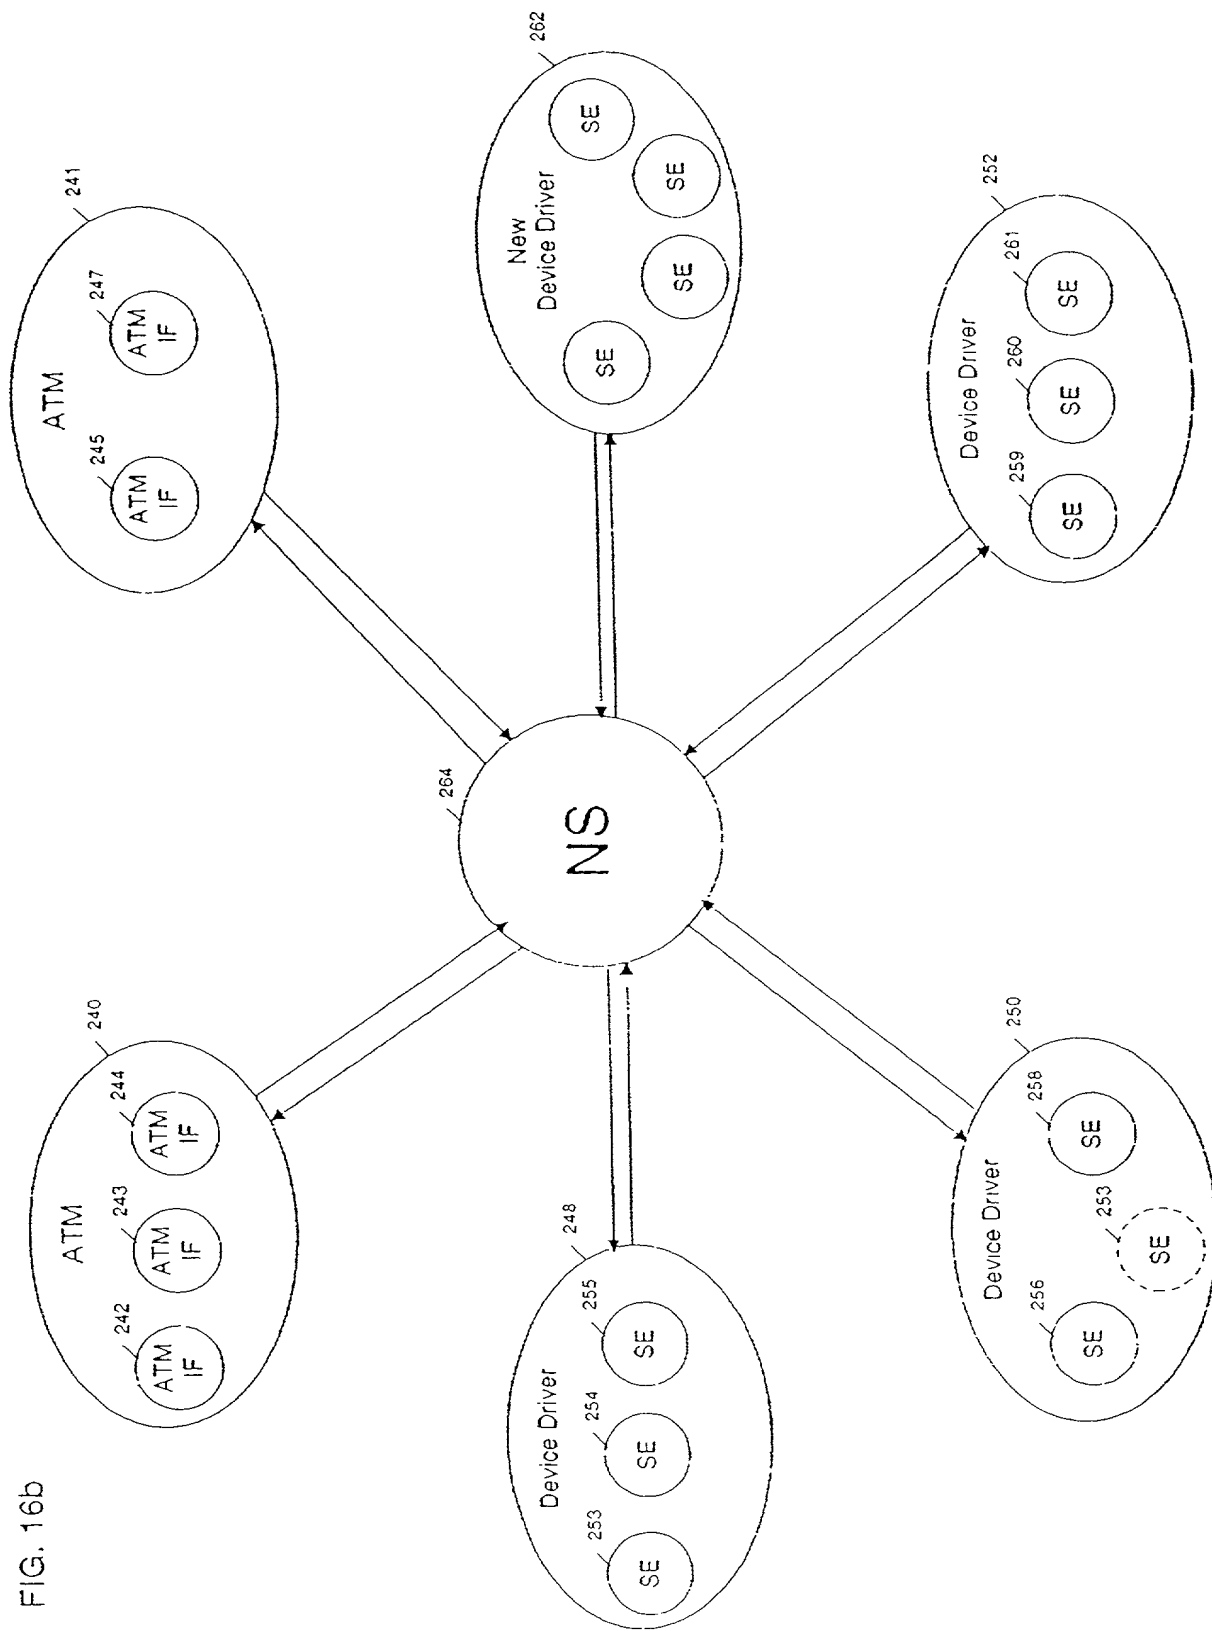 FIG. 16b
240
ATM
242
ATM
IF
243
ATM
IF
244
ATM
IF
241
ATM
245
ATM
IF
247
ATM
IF
248
Device Driver
253
SE
254
SE
255
SE
264
NS
262
New
Device Driver
SE
SE
SE
SE
250
Device Driver
256
SE
253
SE
258
SE
252
Device Driver
259
SE
260
SE
261
SE